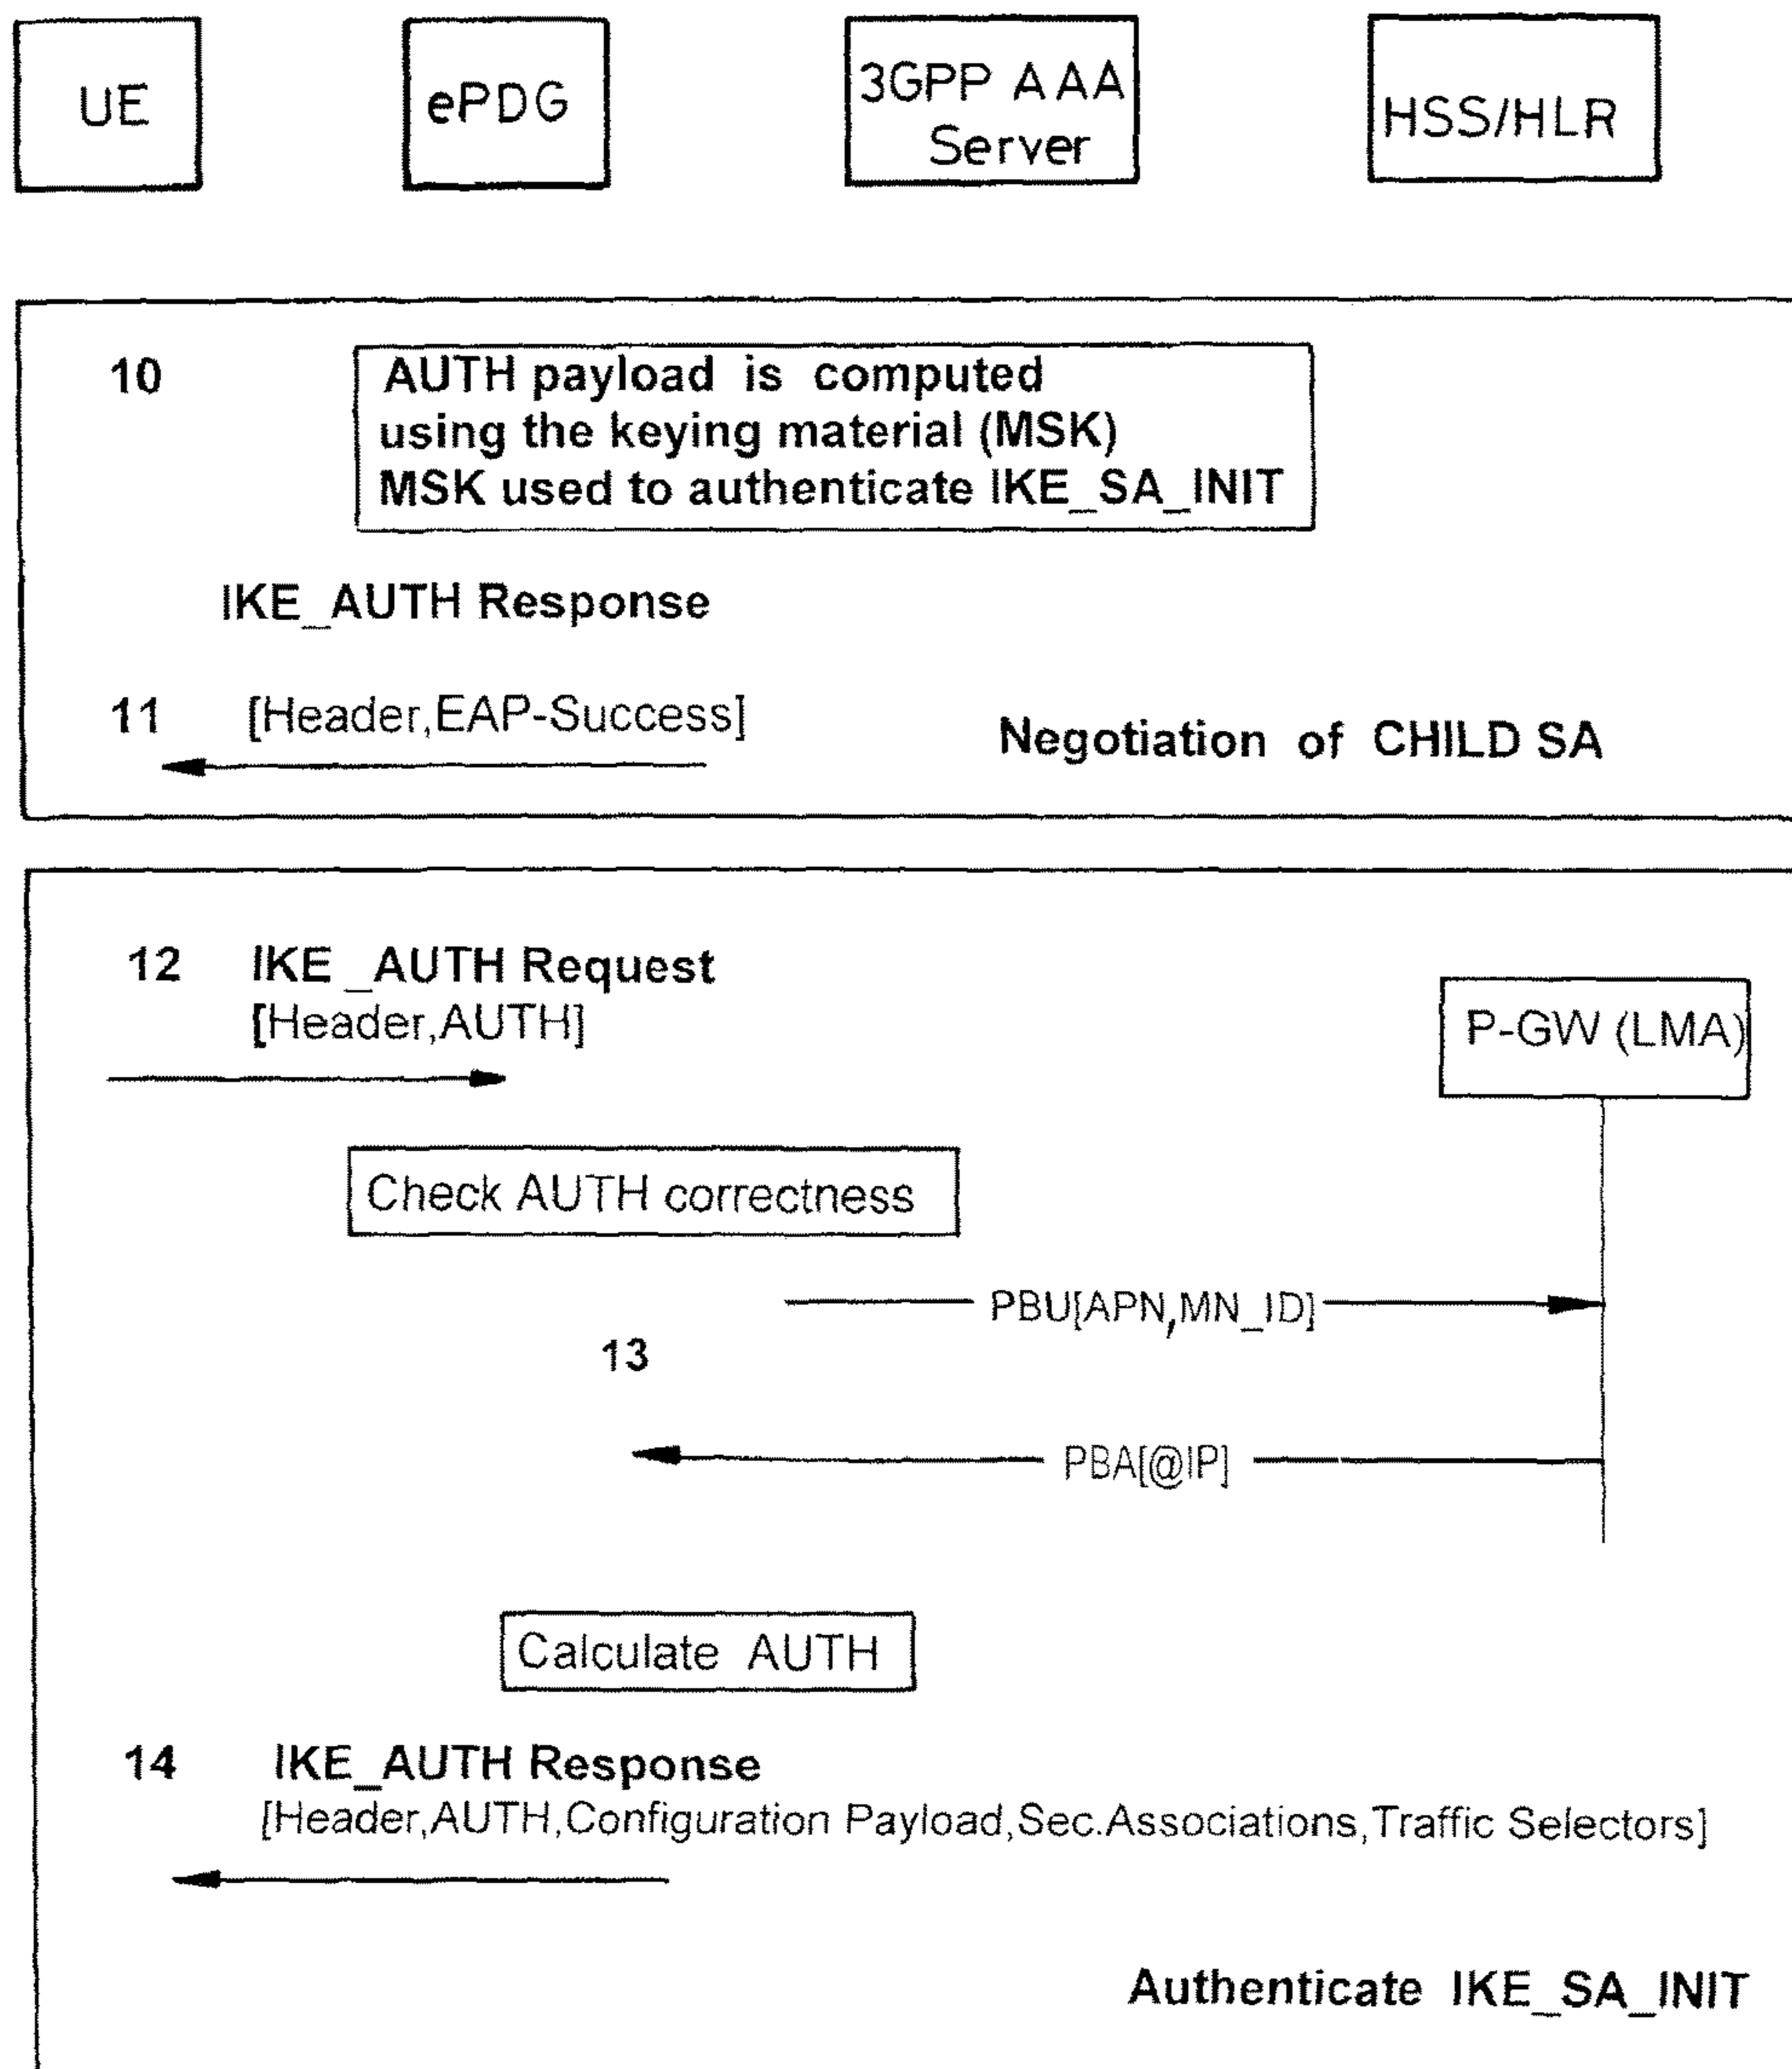 UE
ePDG
3GPP AAA
Server
HSS/HLR
10
AUTH payload is computed
using the keying material (MSK)
MSK used to authenticate IKE_SA_INIT
IKE_AUTH Response
11 [Header,EAP-Success]
Negotiation of CHILD SA
12 IKE _AUTH Request
[Header,AUTH]
P-GW (LMA)
Check AUTH correctness
PBU[APN,MN_ID]
13
PBA[@IP]
Calculate AUTH
14 IKE_AUTH Response
[Header,AUTH,Configuration Payload,Sec.Associations,Traffic Selectors]
Authenticate IKE_SA_INIT